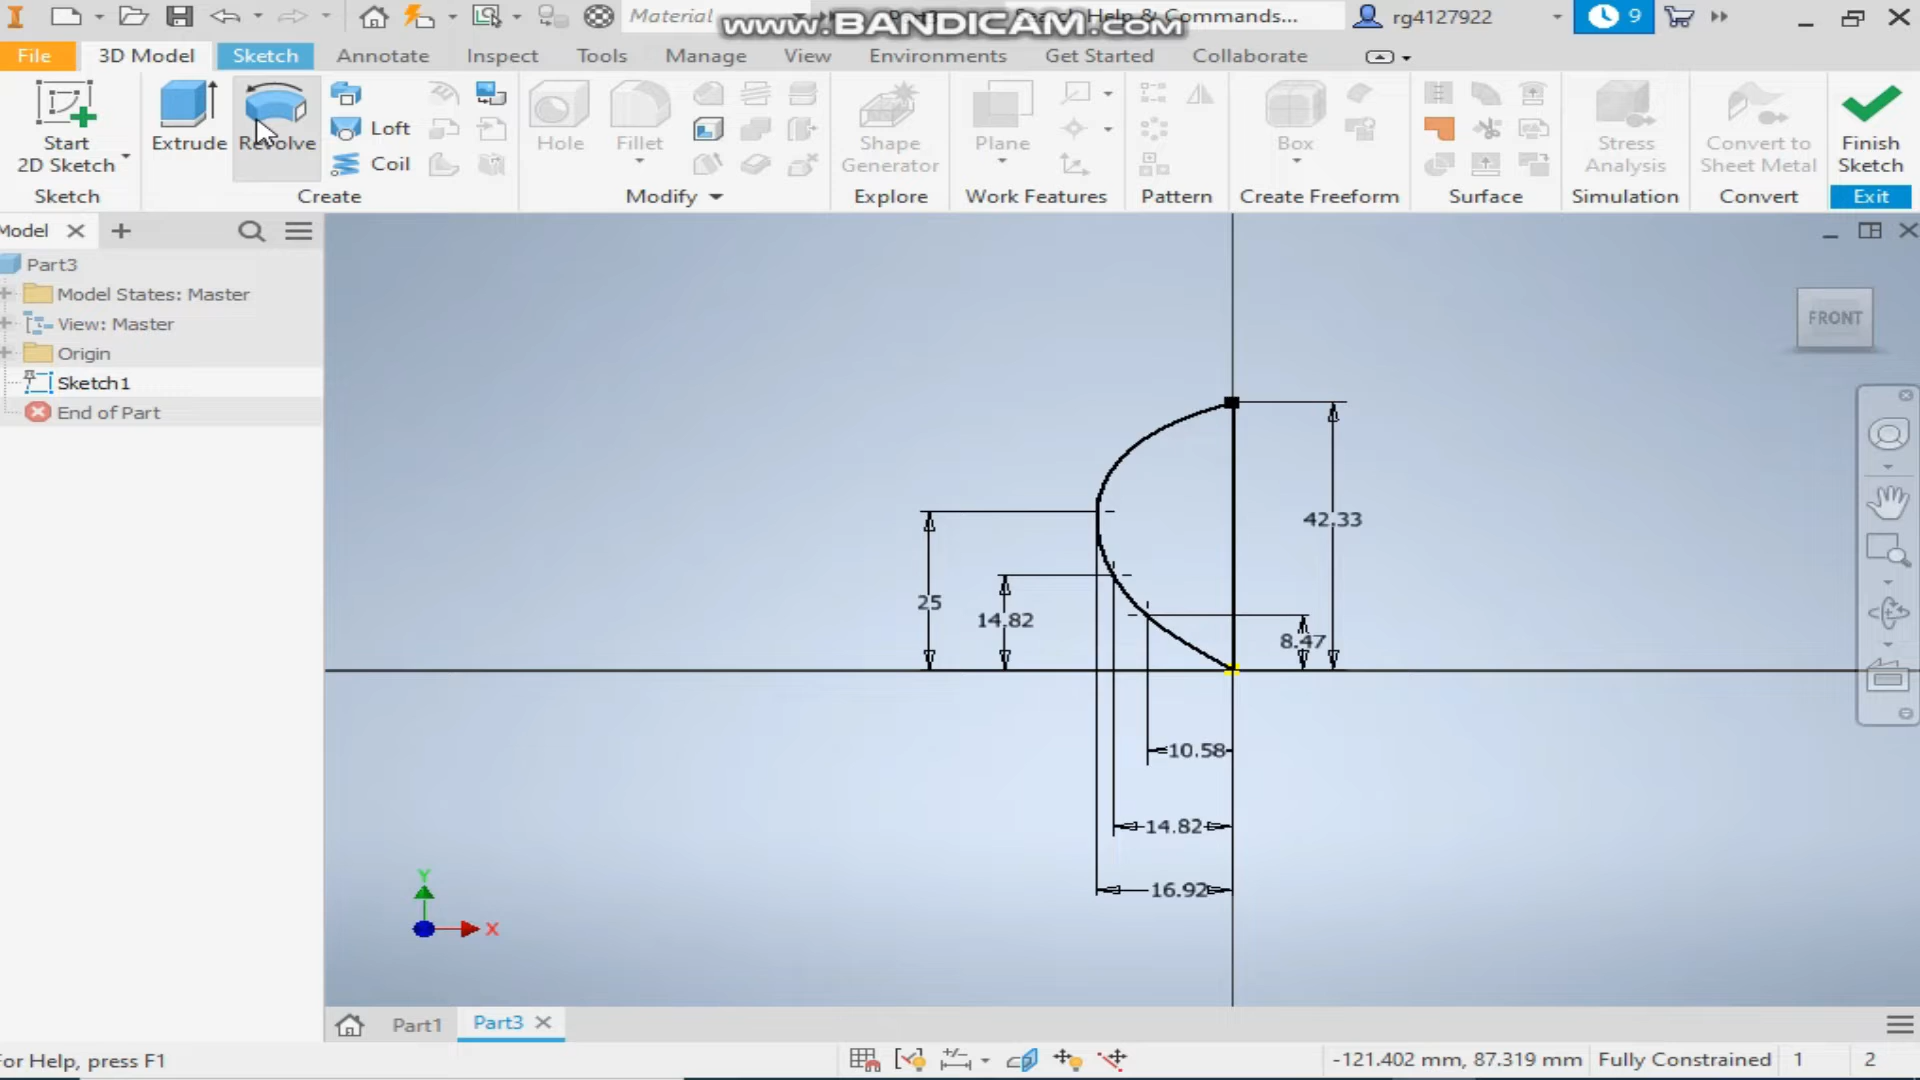 Material
www.BANDICAM.com
Search Help & Commands...
rg4127922
9
File
3D Model
Sketch
Annotate
Inspect
Tools
Manage
View
Environments
Get Started
Collaborate
Start
2D Sketch
Extrude
Revolve
Loft
Coil
Hole
Fillet
Shape
Generator
Plane
Box
Stress
Analysis
Convert to
Sheet Metal
Finish
Sketch
Sketch
Create
Modify
Explore
Work Features
Pattern
Create Freeform
Surface
Simulation
Convert
Exit
Model
Part3
Model States: Master
View: Master
Origin
Sketch1
End of Part
FRONT
42.33
25
14.82
8.47
10.58
14.82
16.92
Y
X
Part1
Part3
For Help, press F1
-121.402 mm, 87.319 mm
Fully Constrained
1
2